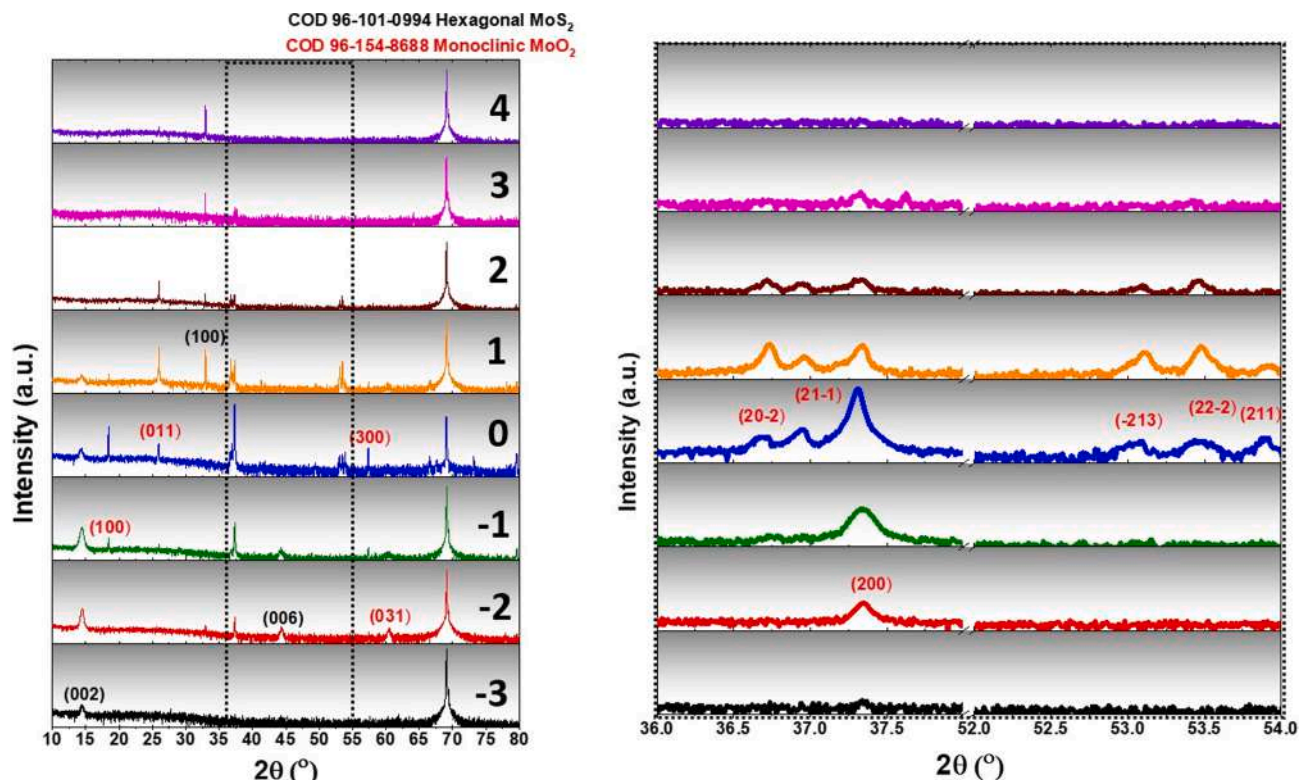 COD 96-101-0994 Hexagonal MoS₂
COD 96-154-8688 Monoclinic MoO₂
Intensity (a.u.)
4
3
2
(100)
1
(011)
(300)
0
(100)
-1
(006)
(031)
-2
(002)
-3
10 15 20 25 30 35 40 45 50 55 60 65 70 75 80
2θ (°)
Intensity (a.u.)
(20-2)
(21-1)
(-213)
(22-2)
(211)
(200)
36.0 36.5 37.0 37.5 52.0 52.5 53.0 53.5 54.0
2θ (°)